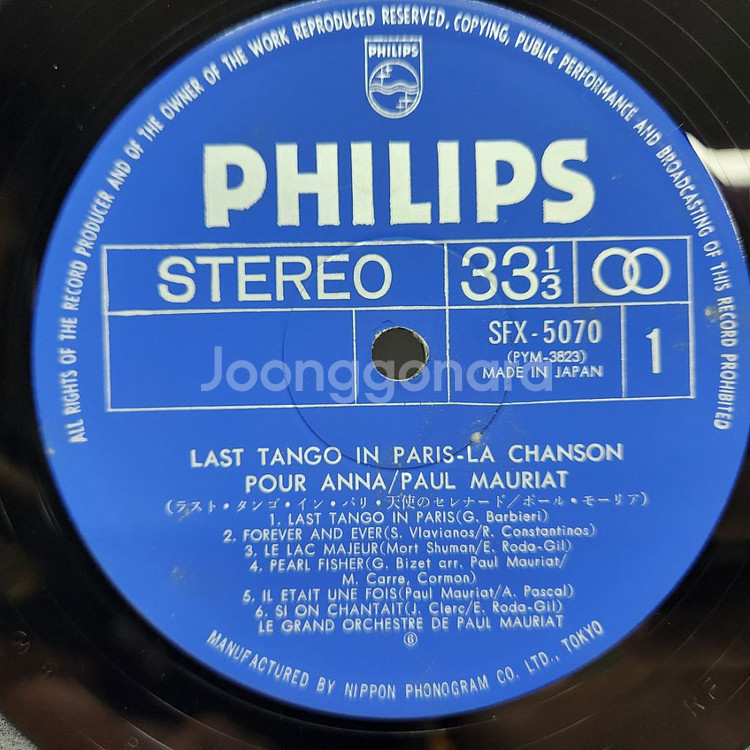 ALL RIGHTS OF THE RECORD PRODUCER AND OF THE OWNER OF THE WORK REPRODUCED RESERVED. COPYING, PUBLIC PERFORMANCE AND BROADCASTING OF THIS RECORD PROHIBITED
PHILIPS
PHILIPS
STEREO 33 1/3
SFX-5070
(PYM-3823)
MADE IN JAPAN
1
Joonggonara
LAST TANGO IN PARIS-LA CHANSON
POUR ANNA/PAUL MAURIAT
(ラスト・タンゴ・イン・パリ・天使のセレナード/ポール・モーリア)
1. LAST TANGO IN PARIS(G. Barbieri)
2. FOREVER AND EVER(S. Vlavianos/R. Constantinos)
3. LE LAC MAJEUR(Mort Shuman/E. Roda-Gil)
4. PEARL FISHER(G. Bizet arr. Paul Mauriat/
M. Carre, Cormon)
5. IL ETAIT UNE FOIS(Paul Mauriat/A. Pascal)
6. SI ON CHANTAIT(J. Clerc/E. Roda-Gil)
LE GRAND ORCHESTRE DE PAUL MAURIAT
MANUFACTURED BY NIPPON PHONOGRAM CO. LTD., TOKYO